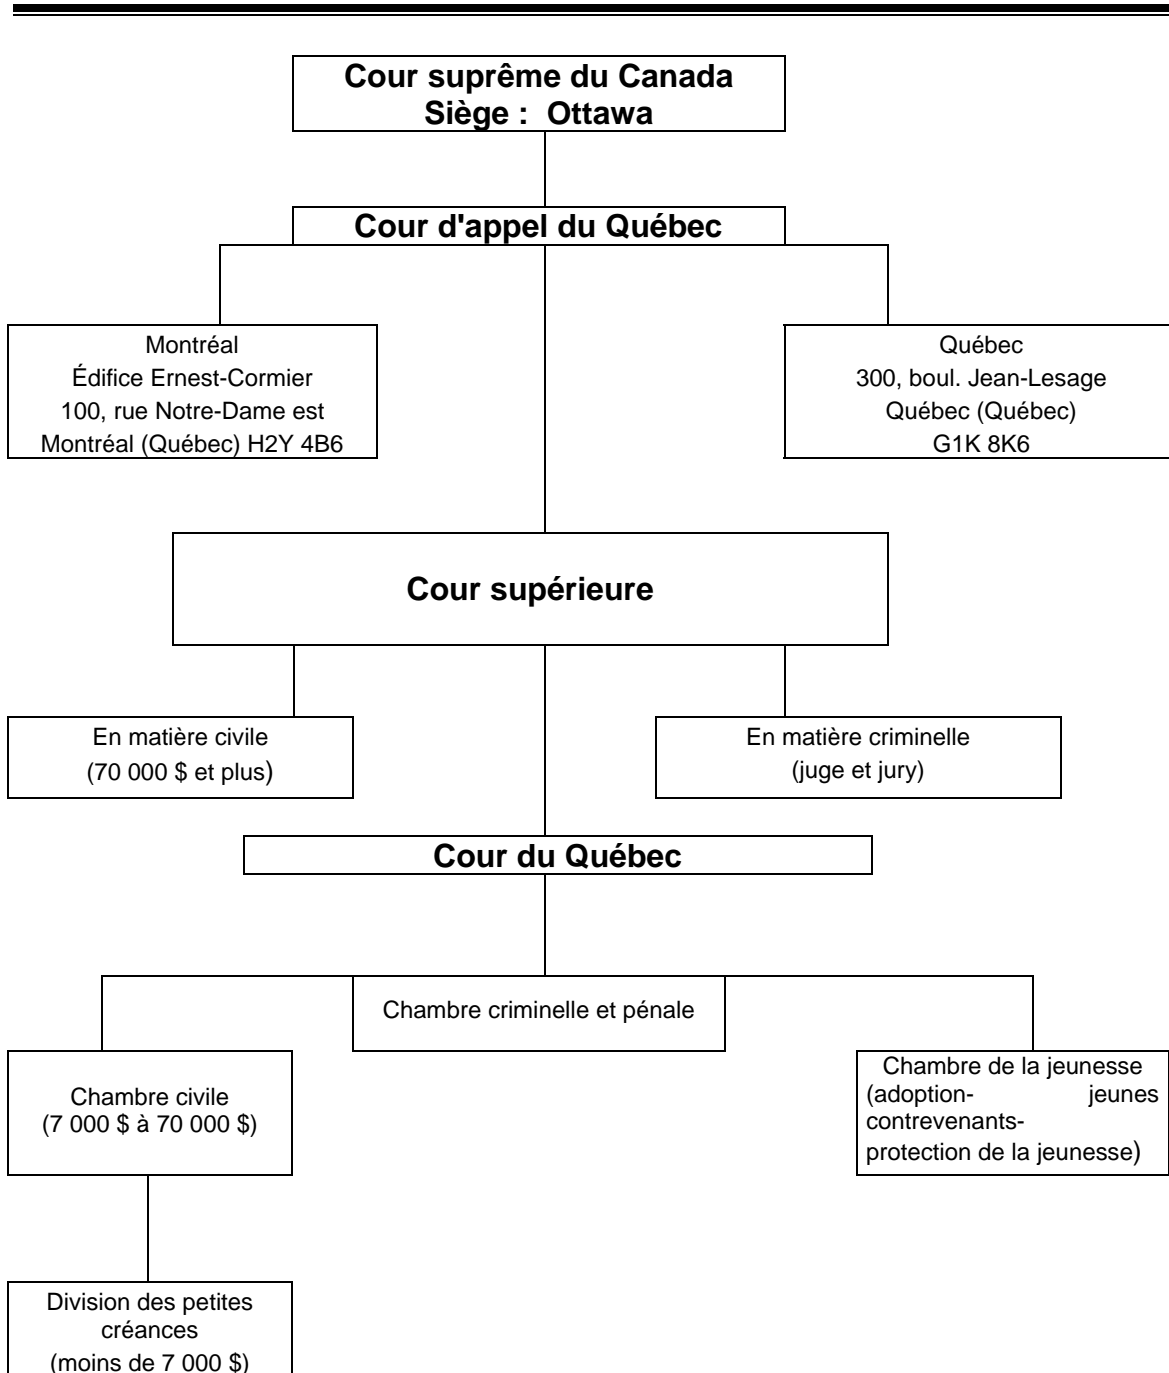 Cour suprême du Canada
Siège : Ottawa
Cour d'appel du Québec
Montréal
Édifice Ernest-Cormier
100, rue Notre-Dame est
Montréal (Québec) H2Y 4B6
Québec
300, boul. Jean-Lesage
Québec (Québec)
G1K 8K6
Cour supérieure
En matière civile
(70 000 $ et plus)
En matière criminelle
(juge et jury)
Cour du Québec
Chambre criminelle et pénale
Chambre civile
(7 000 $ à 70 000 $)
Chambre de la jeunesse
(adoption- jeunes
contrevenants-
protection de la jeunesse)
Division des petites
créances
(moins de 7 000 $)